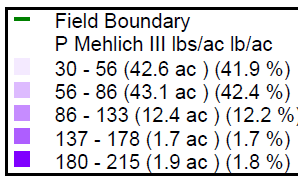 Field Boundary
P Mehlich III lbs/ac lb/ac
30 - 56 (42.6 ac ) (41.9 %)
56 - 86 (43.1 ac ) (42.4 %)
86 - 133 (12.4 ac ) (12.2 %)
137 - 178 (1.7 ac ) (1.7 %)
180 - 215 (1.9 ac ) (1.8 %)